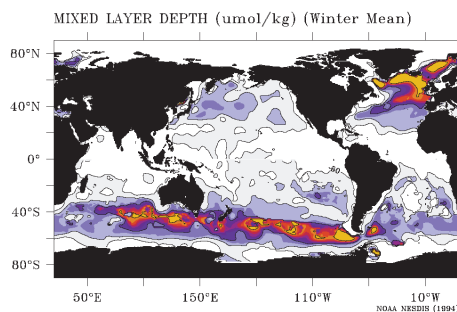 MIXED LAYER DEPTH (umol/kg) (Winter Mean)
80°N
40°N
0°
40°S
80°S
50°E 150°E 110°W 10°W
NOAA NESDIS (1994)